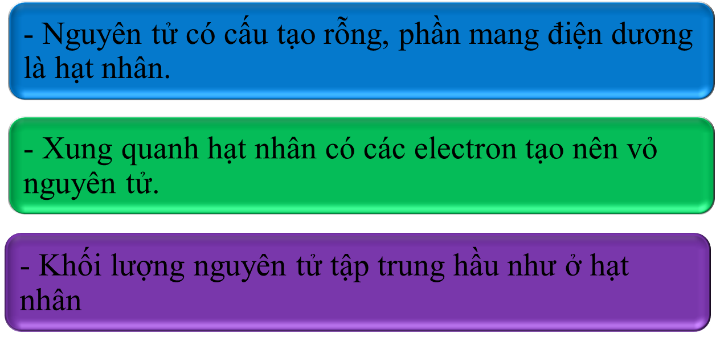 - Nguyên tử có cấu tạo rỗng, phần mang điện dương
là hạt nhân.
- Xung quanh hạt nhân có các electron tạo nên vỏ
nguyên tử.
- Khối lượng nguyên tử tập trung hầu như ở hạt
nhân